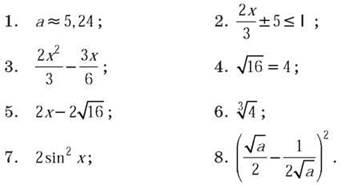 1. a ≈ 5,24; 2. 2x/3 ± 5 ≤ 1;
3. 2x²/3 − 3x/6; 4. √16 = 4;
5. 2x − 2√16; 6. ∛4;
7. 2sin² x; 8. (√a/2 − 1/(2√a))².